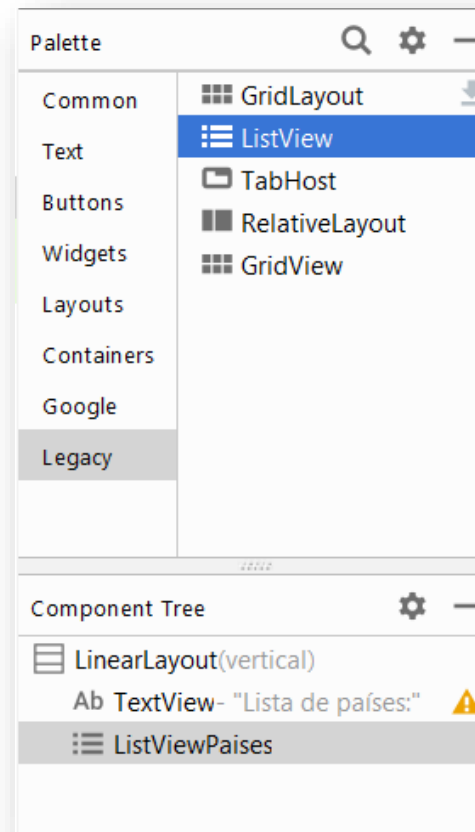 Palette
Common
Text
Buttons
Widgets
Layouts
Containers
Google
Legacy
GridLayout
ListView
TabHost
RelativeLayout
GridView
Component Tree
LinearLayout(vertical)
Ab TextView- "Lista de países:"
ListViewPaises